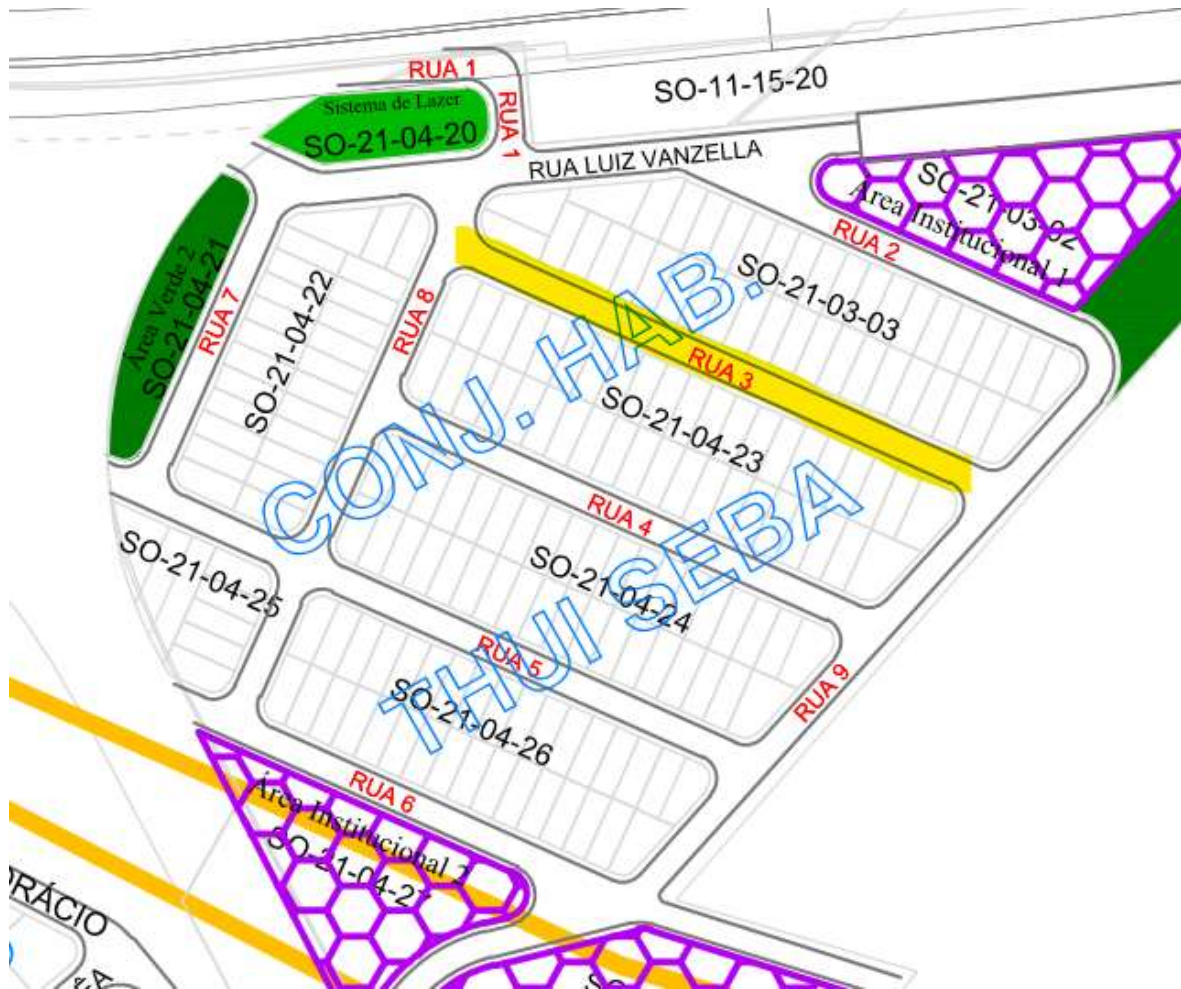 RUA 1
SO-11-15-20
Sistema de Lazer
SO-21-04-20
RUA 1
RUA LUIZ VANZELLA
SO-21-03-02
Área Institucional 1
RUA 2
Área Verde 2
SO-21-04-21
RUA 7
SO-21-04-22
RUA 8
SO-21-03-03
CONJ. HAB.
RUA 3
SO-21-04-23
THUI SEBA
RUA 4
SO-21-04-25
SO-21-04-24
RUA 5
RUA 9
SO-21-04-26
RUA 6
Área Institucional 2
SO-21-04-27